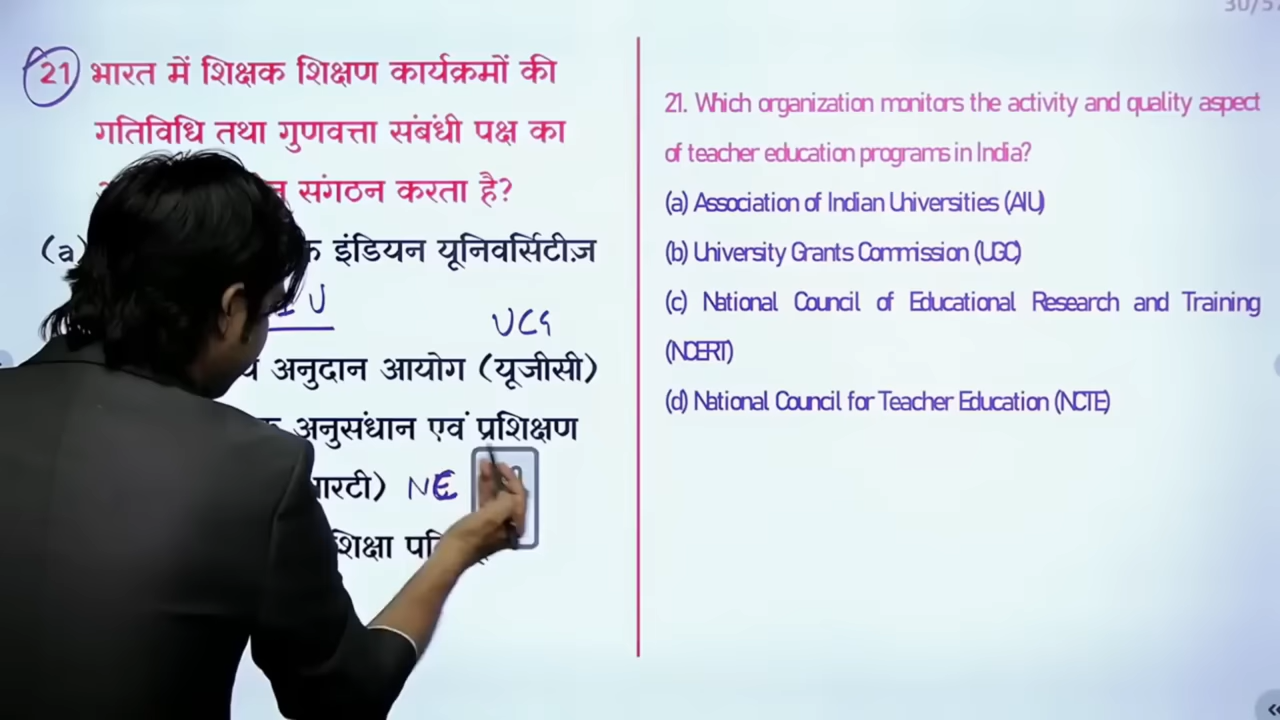 30/57
21 भारत में शिक्षक शिक्षण कार्यक्रमों की
गतिविधि तथा गुणवत्ता संबंधी पक्ष का
संगठन करता है?
(a) इंडियन यूनिवर्सिटीज़
U
UCG
अनुदान आयोग (यूजीसी)
अनुसंधान एवं प्रशिक्षण
NE
शिक्षा
21. Which organization monitors the activity and quality aspect
of teacher education programs in India?
(a) Association of Indian Universities (AIU)
(b) University Grants Commission (UGC)
(c) National Council of Educational Research and Training
(NCERT)
(d) National Council for Teacher Education (NCTE)